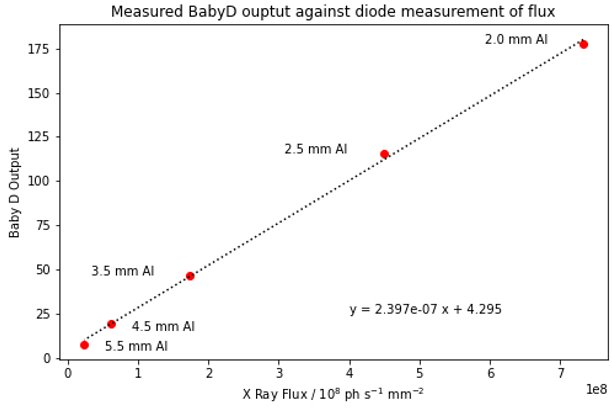 Measured BabyD ouptut against diode measurement of flux
175
150
125
100
75
50
25
0
Baby D Output
2.0 mm Al
2.5 mm Al
3.5 mm Al
4.5 mm Al
5.5 mm Al
y = 2.397e-07 x + 4.295
0 1 2 3 4 5 6 7
1e8
X Ray Flux / 10⁸ ph s⁻¹ mm⁻²